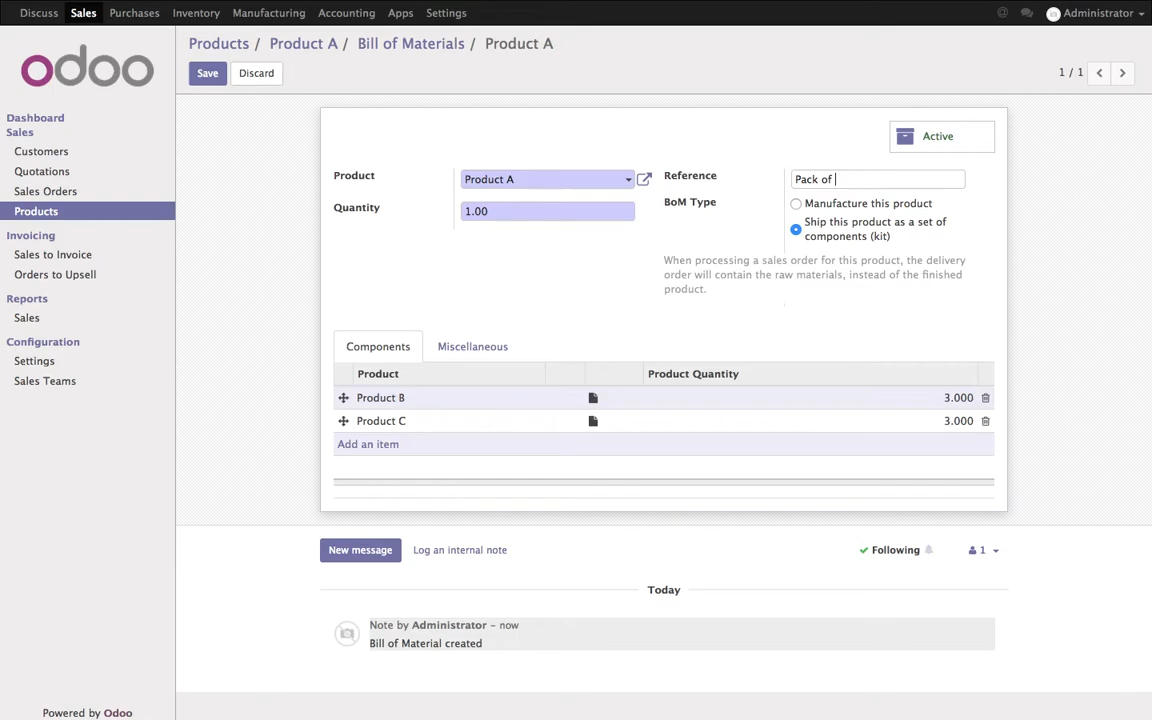 Discuss Sales Purchases Inventory Manufacturing Accounting Apps Settings @ Administrator
odoo
Products / Product A / Bill of Materials / Product A
Save Discard 1 / 1
Dashboard
Sales
Customers
Quotations
Sales Orders
Products
Invoicing
Sales to Invoice
Orders to Upsell
Reports
Sales
Configuration
Settings
Sales Teams
Powered by Odoo
Active
Product Product A
Quantity 1.00
Reference Pack of
BoM Type Manufacture this product
Ship this product as a set of
components (kit)
When processing a sales order for this product, the delivery
order will contain the raw materials, instead of the finished
product.
Components Miscellaneous
Product Product Quantity
Product B 3.000
Product C 3.000
Add an item
New message Log an internal note Following 1
Today
Note by Administrator – now
Bill of Material created